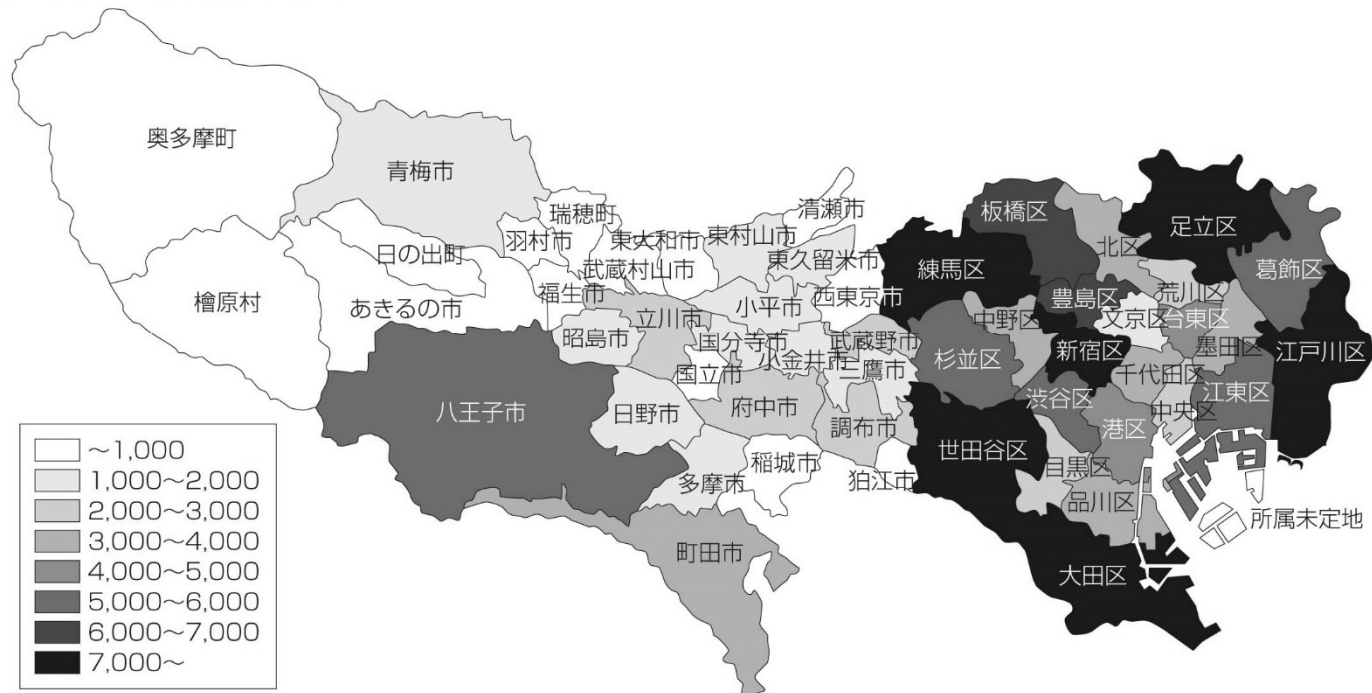 奥多摩町
青梅市
瑞穂町
羽村市
日の出町
檜原村
あきるの市
福生市
武蔵村山市
東大和市
東村山市
清瀬市
東久留米市
西東京市
小平市
立川市
昭島市
国分寺市
小金井市
武蔵野市
三鷹市
国立市
八王子市
日野市
府中市
調布市
多摩市
稲城市
狛江市
町田市
板橋区
北区
足立区
葛飾区
練馬区
豊島区
荒川区
文京区
台東区
墨田区
江戸川区
中野区
杉並区
新宿区
千代田区
江東区
渋谷区
港区
中央区
世田谷区
目黒区
品川区
大田区
所属未定地
〜1,000
1,000〜2,000
2,000〜3,000
3,000〜4,000
4,000〜5,000
5,000〜6,000
6,000〜7,000
7,000〜